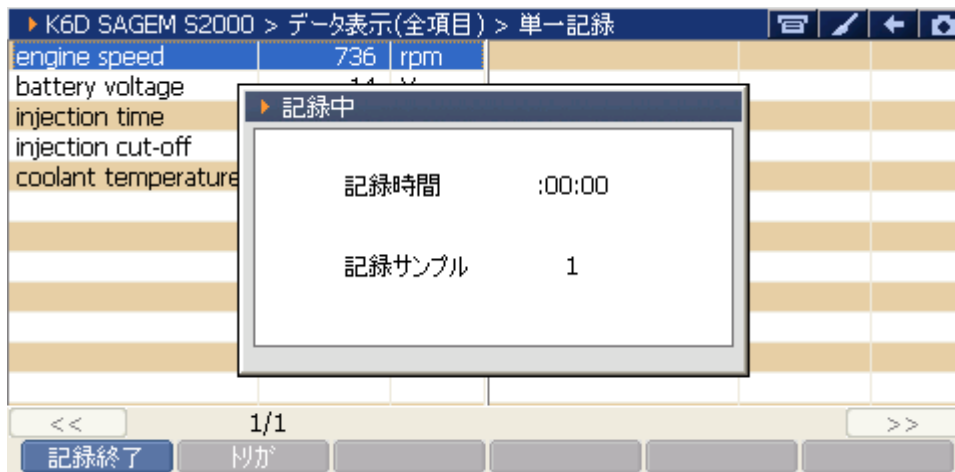 K6D SAGEM S2000 > データ表示(全項目) > 単一記録
engine speed 736 rpm
battery voltage
injection time
injection cut-off
coolant temperature
記録中
記録時間 :00:00
記録サンプル 1
<< 1/1 >>
記録終了 トリガ